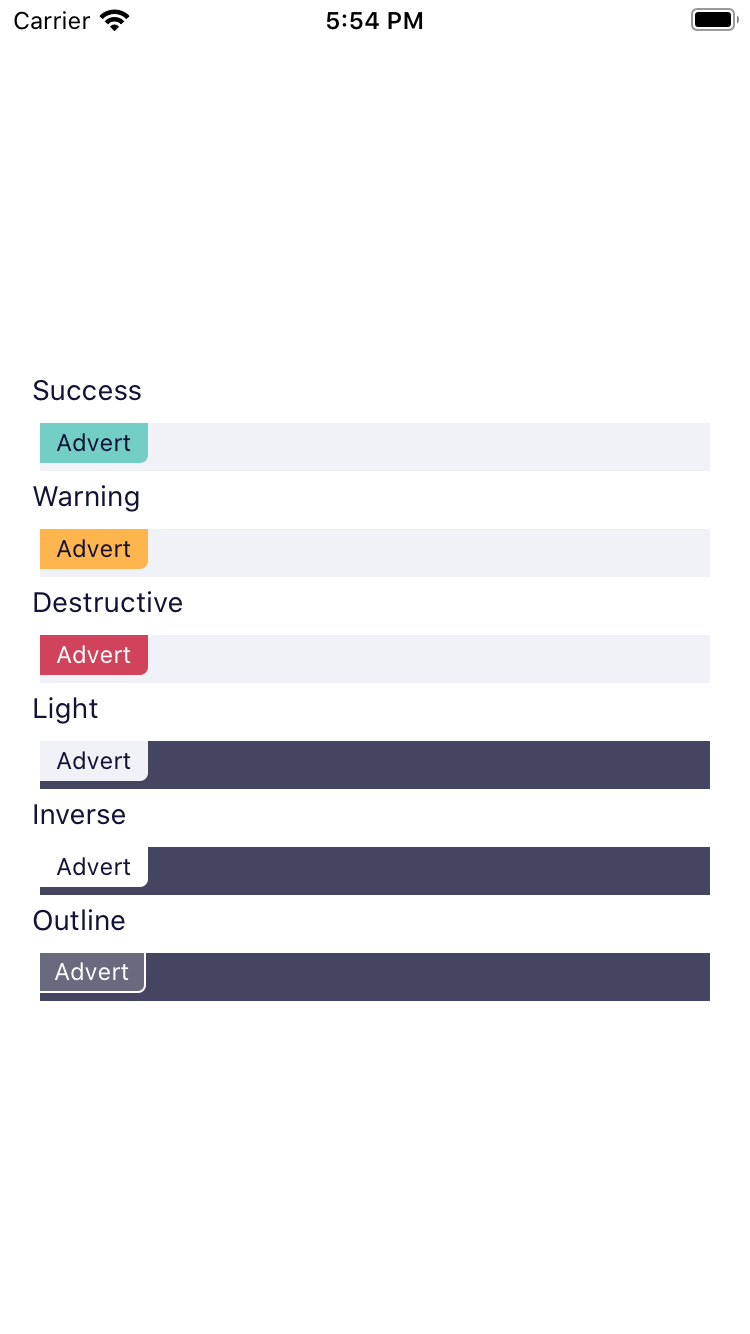 Carrier 5:54 PM
Success
Advert
Warning
Advert
Destructive
Advert
Light
Advert
Inverse
Advert
Outline
Advert